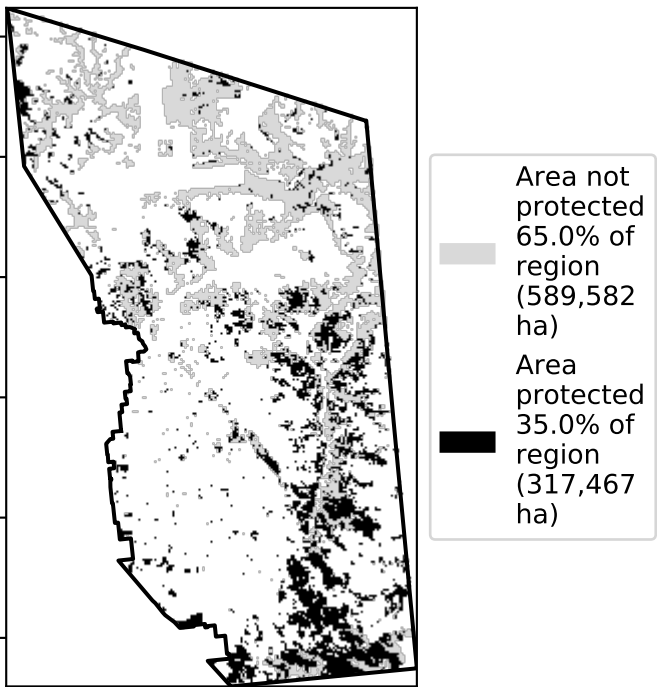 Area not
protected
65.0% of
region
(589,582
ha)
Area
protected
35.0% of
region
(317,467
ha)